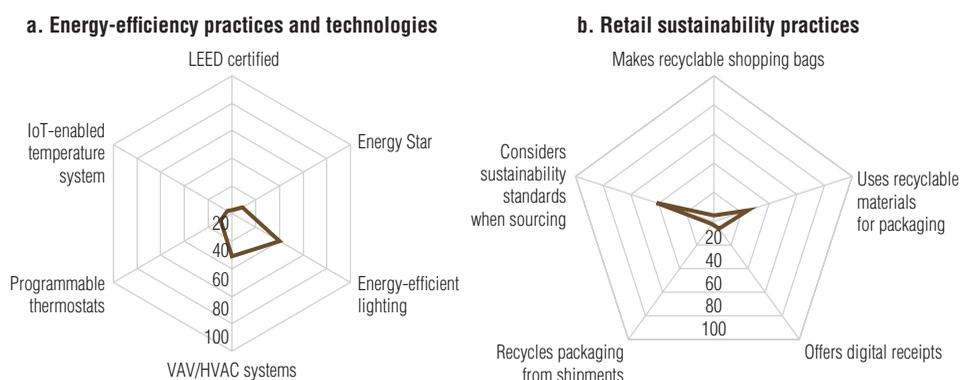 a. Energy-efficiency practices and technologies
LEED certified
IoT-enabled
temperature
system
Energy Star
20
40
60
80
100
Programmable
thermostats
Energy-efficient
lighting
VAV/HVAC systems
b. Retail sustainability practices
Makes recyclable shopping bags
Considers
sustainability
standards
when sourcing
Uses recyclable
materials
for packaging
20
40
60
80
100
Recycles packaging
from shipments
Offers digital receipts